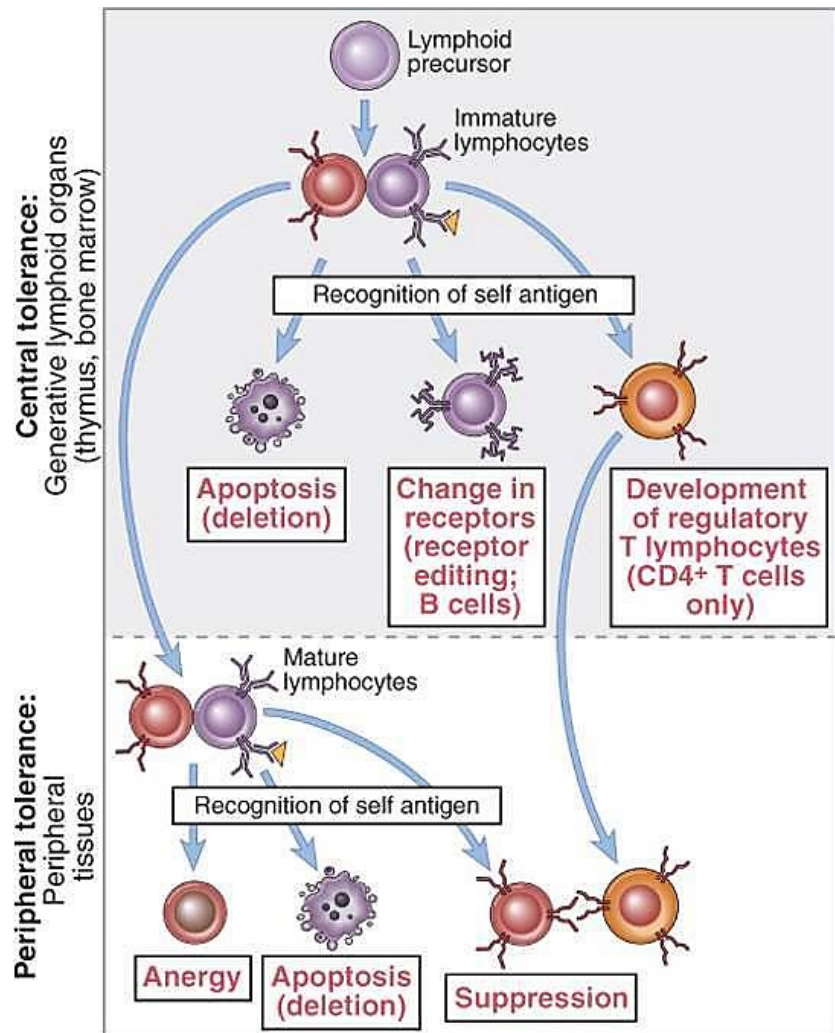 Lymphoid
precursor
Immature
lymphocytes
Central tolerance:
Generative lymphoid organs
(thymus, bone marrow)
Recognition of self antigen
Apoptosis
(deletion)
Change in
receptors
(receptor
editing;
B cells)
Development
of regulatory
T lymphocytes
(CD4+ T cells
only)
Mature
lymphocytes
Peripheral tolerance:
Peripheral
tissues
Recognition of self antigen
Anergy
Apoptosis
(deletion)
Suppression